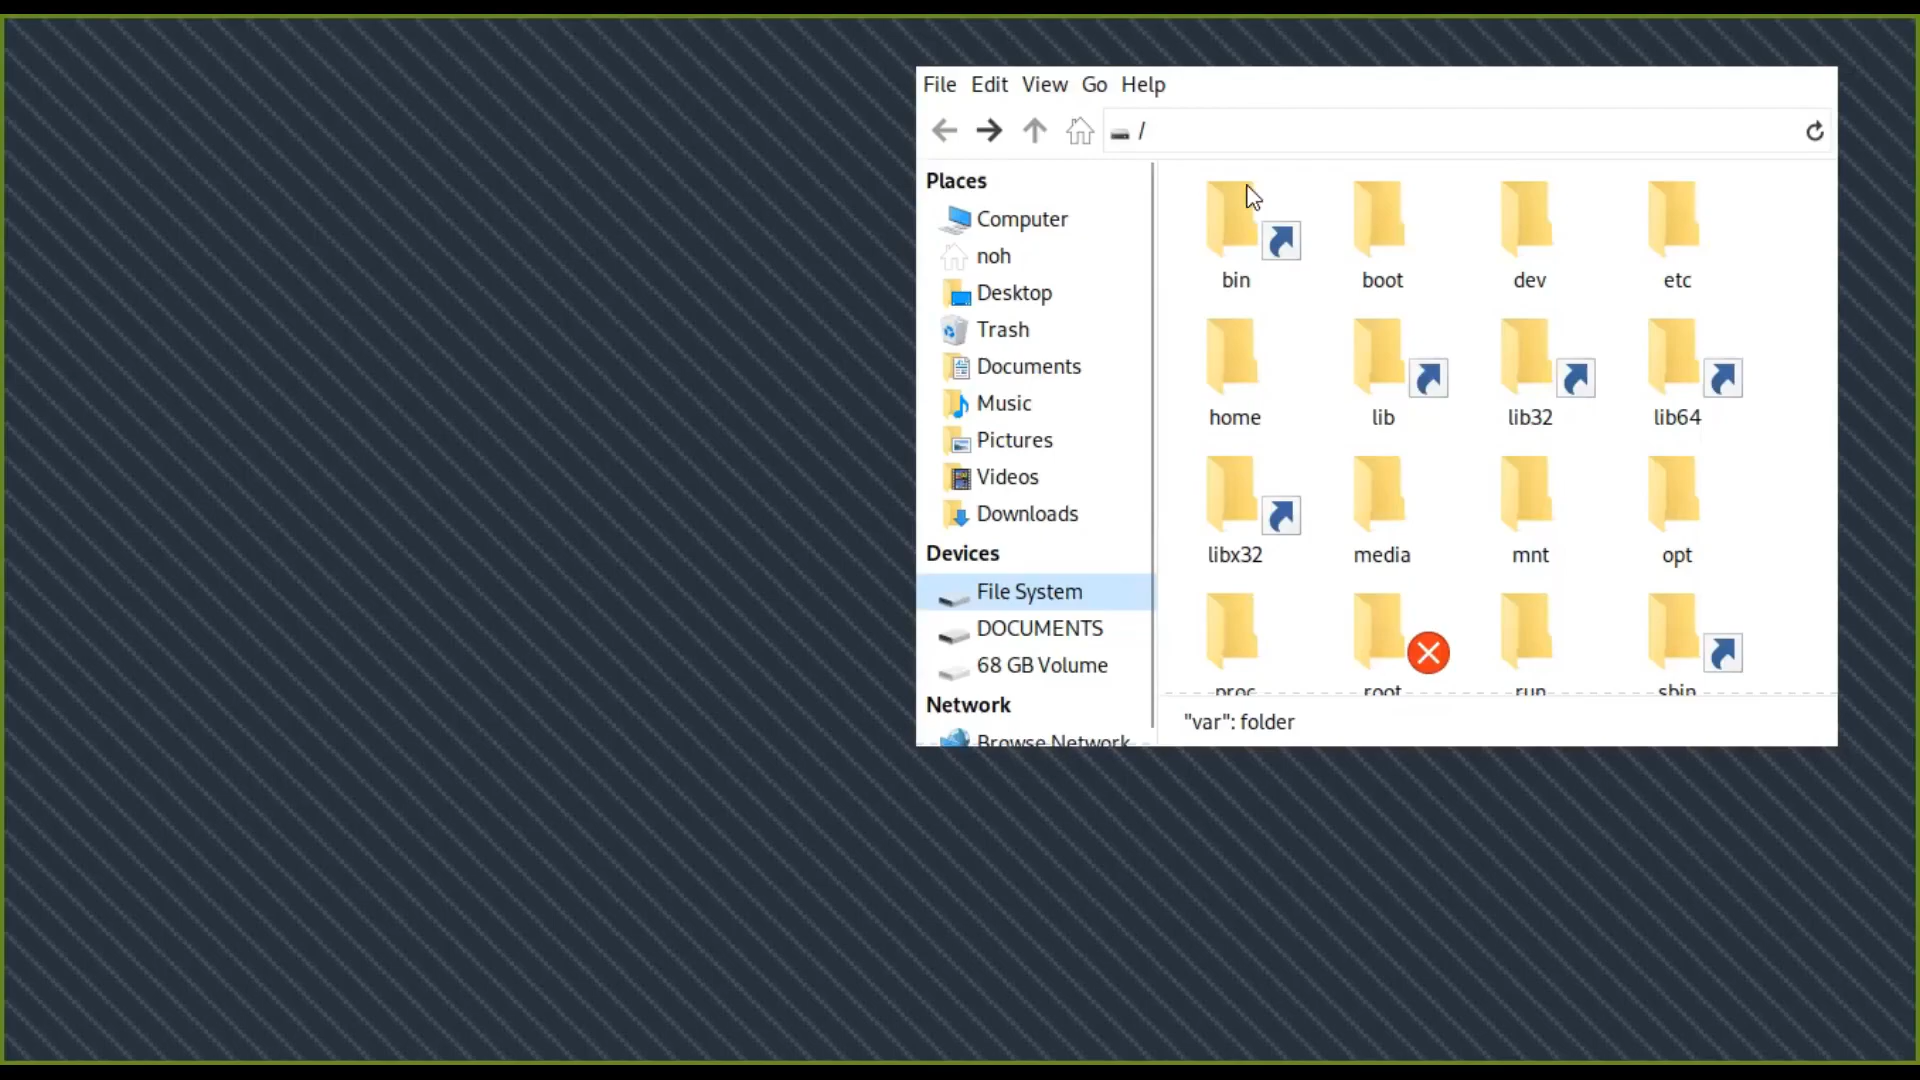 File Edit View Go Help
/
Places
Computer
noh
Desktop
Trash
Documents
Music
Pictures
Videos
Downloads
Devices
File System
DOCUMENTS
68 GB Volume
Network
Browse Network
bin boot dev etc
home lib lib32 lib64
libx32 media mnt opt
proc root run sbin
"var": folder